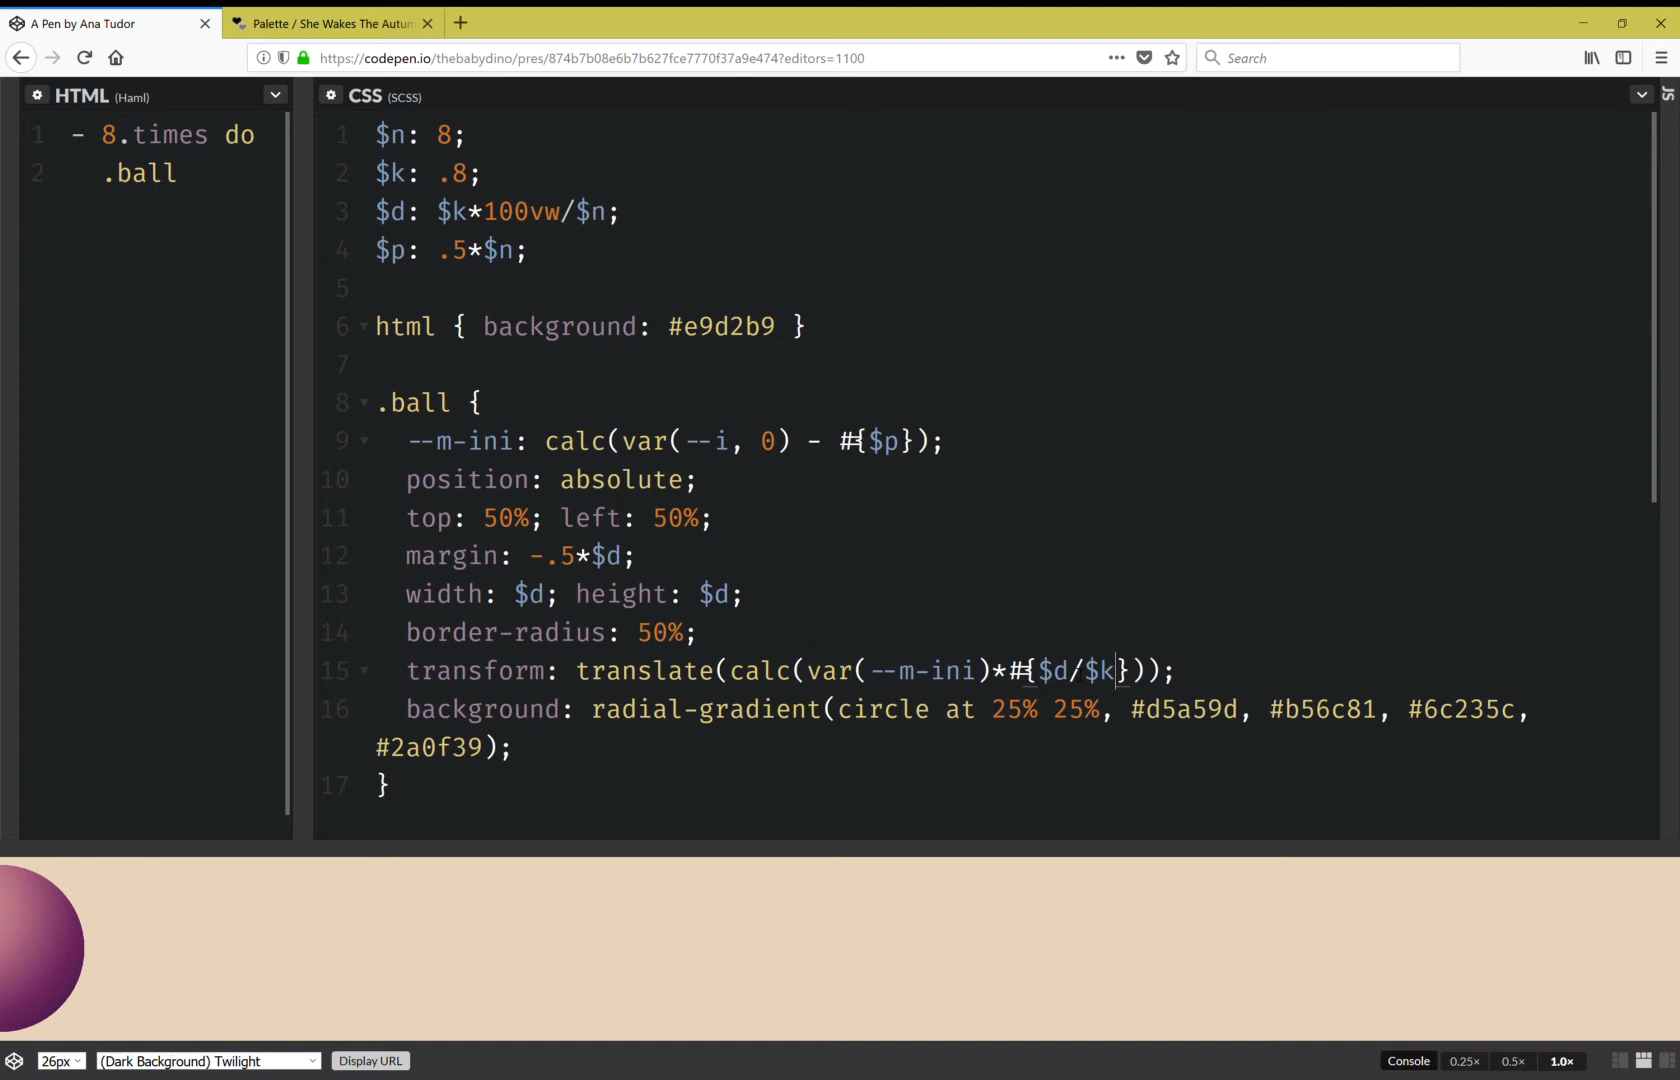 A Pen by Ana Tudor
Palette / She Wakes The Autum
https://codepen.io/thebabydino/pres/874b7b08e6b7b627fce7770f37a9e474?editors=1100
Search
HTML (Haml)
1 - 8.times do
2 .ball
CSS (SCSS)
JS
1 $n: 8;
2 $k: .8;
3 $d: $k*100vw/$n;
4 $p: .5*$n;
5
6 html { background: #e9d2b9 }
7
8 .ball {
9 --m-ini: calc(var(--i, 0) - #{$p});
10 position: absolute;
11 top: 50%; left: 50%;
12 margin: -.5*$d;
13 width: $d; height: $d;
14 border-radius: 50%;
15 transform: translate(calc(var(--m-ini)*#{$d/$k}));
16 background: radial-gradient(circle at 25% 25%, #d5a59d, #b56c81, #6c235c,
#2a0f39);
17 }
26px
(Dark Background) Twilight
Display URL
Console
0.25×
0.5×
1.0×